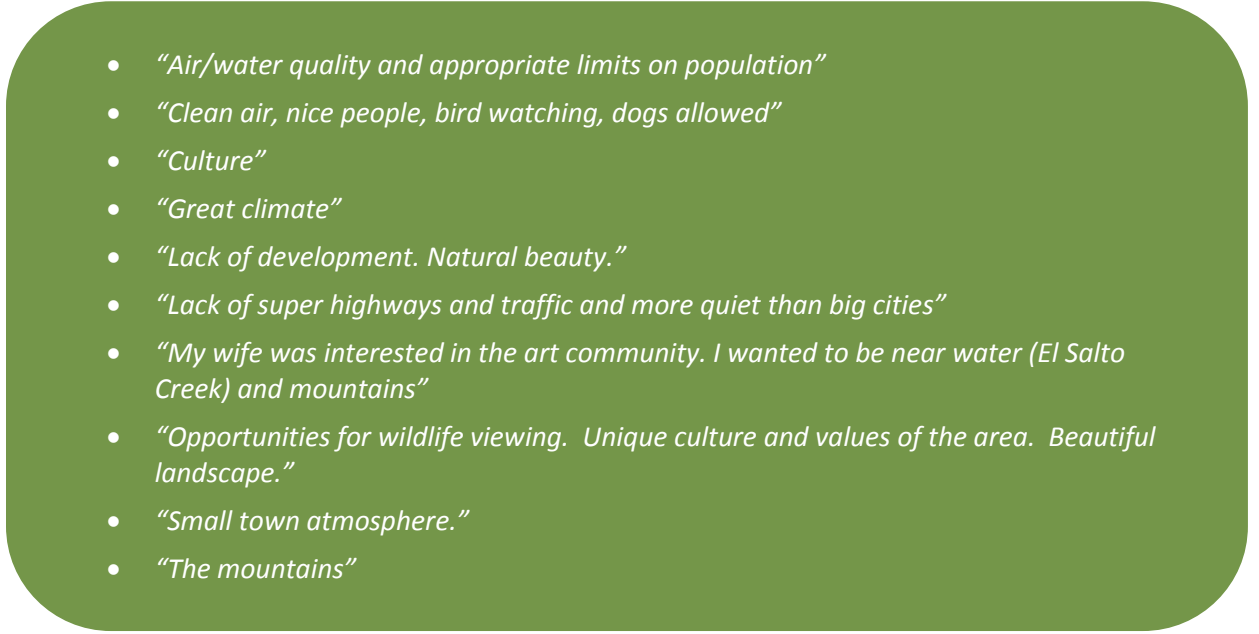 • “Air/water quality and appropriate limits on population”
• “Clean air, nice people, bird watching, dogs allowed”
• “Culture”
• “Great climate”
• “Lack of development. Natural beauty.”
• “Lack of super highways and traffic and more quiet than big cities”
• “My wife was interested in the art community. I wanted to be near water (El Salto
Creek) and mountains”
• “Opportunities for wildlife viewing.  Unique culture and values of the area.  Beautiful
landscape.”
• “Small town atmosphere.”
• “The mountains”